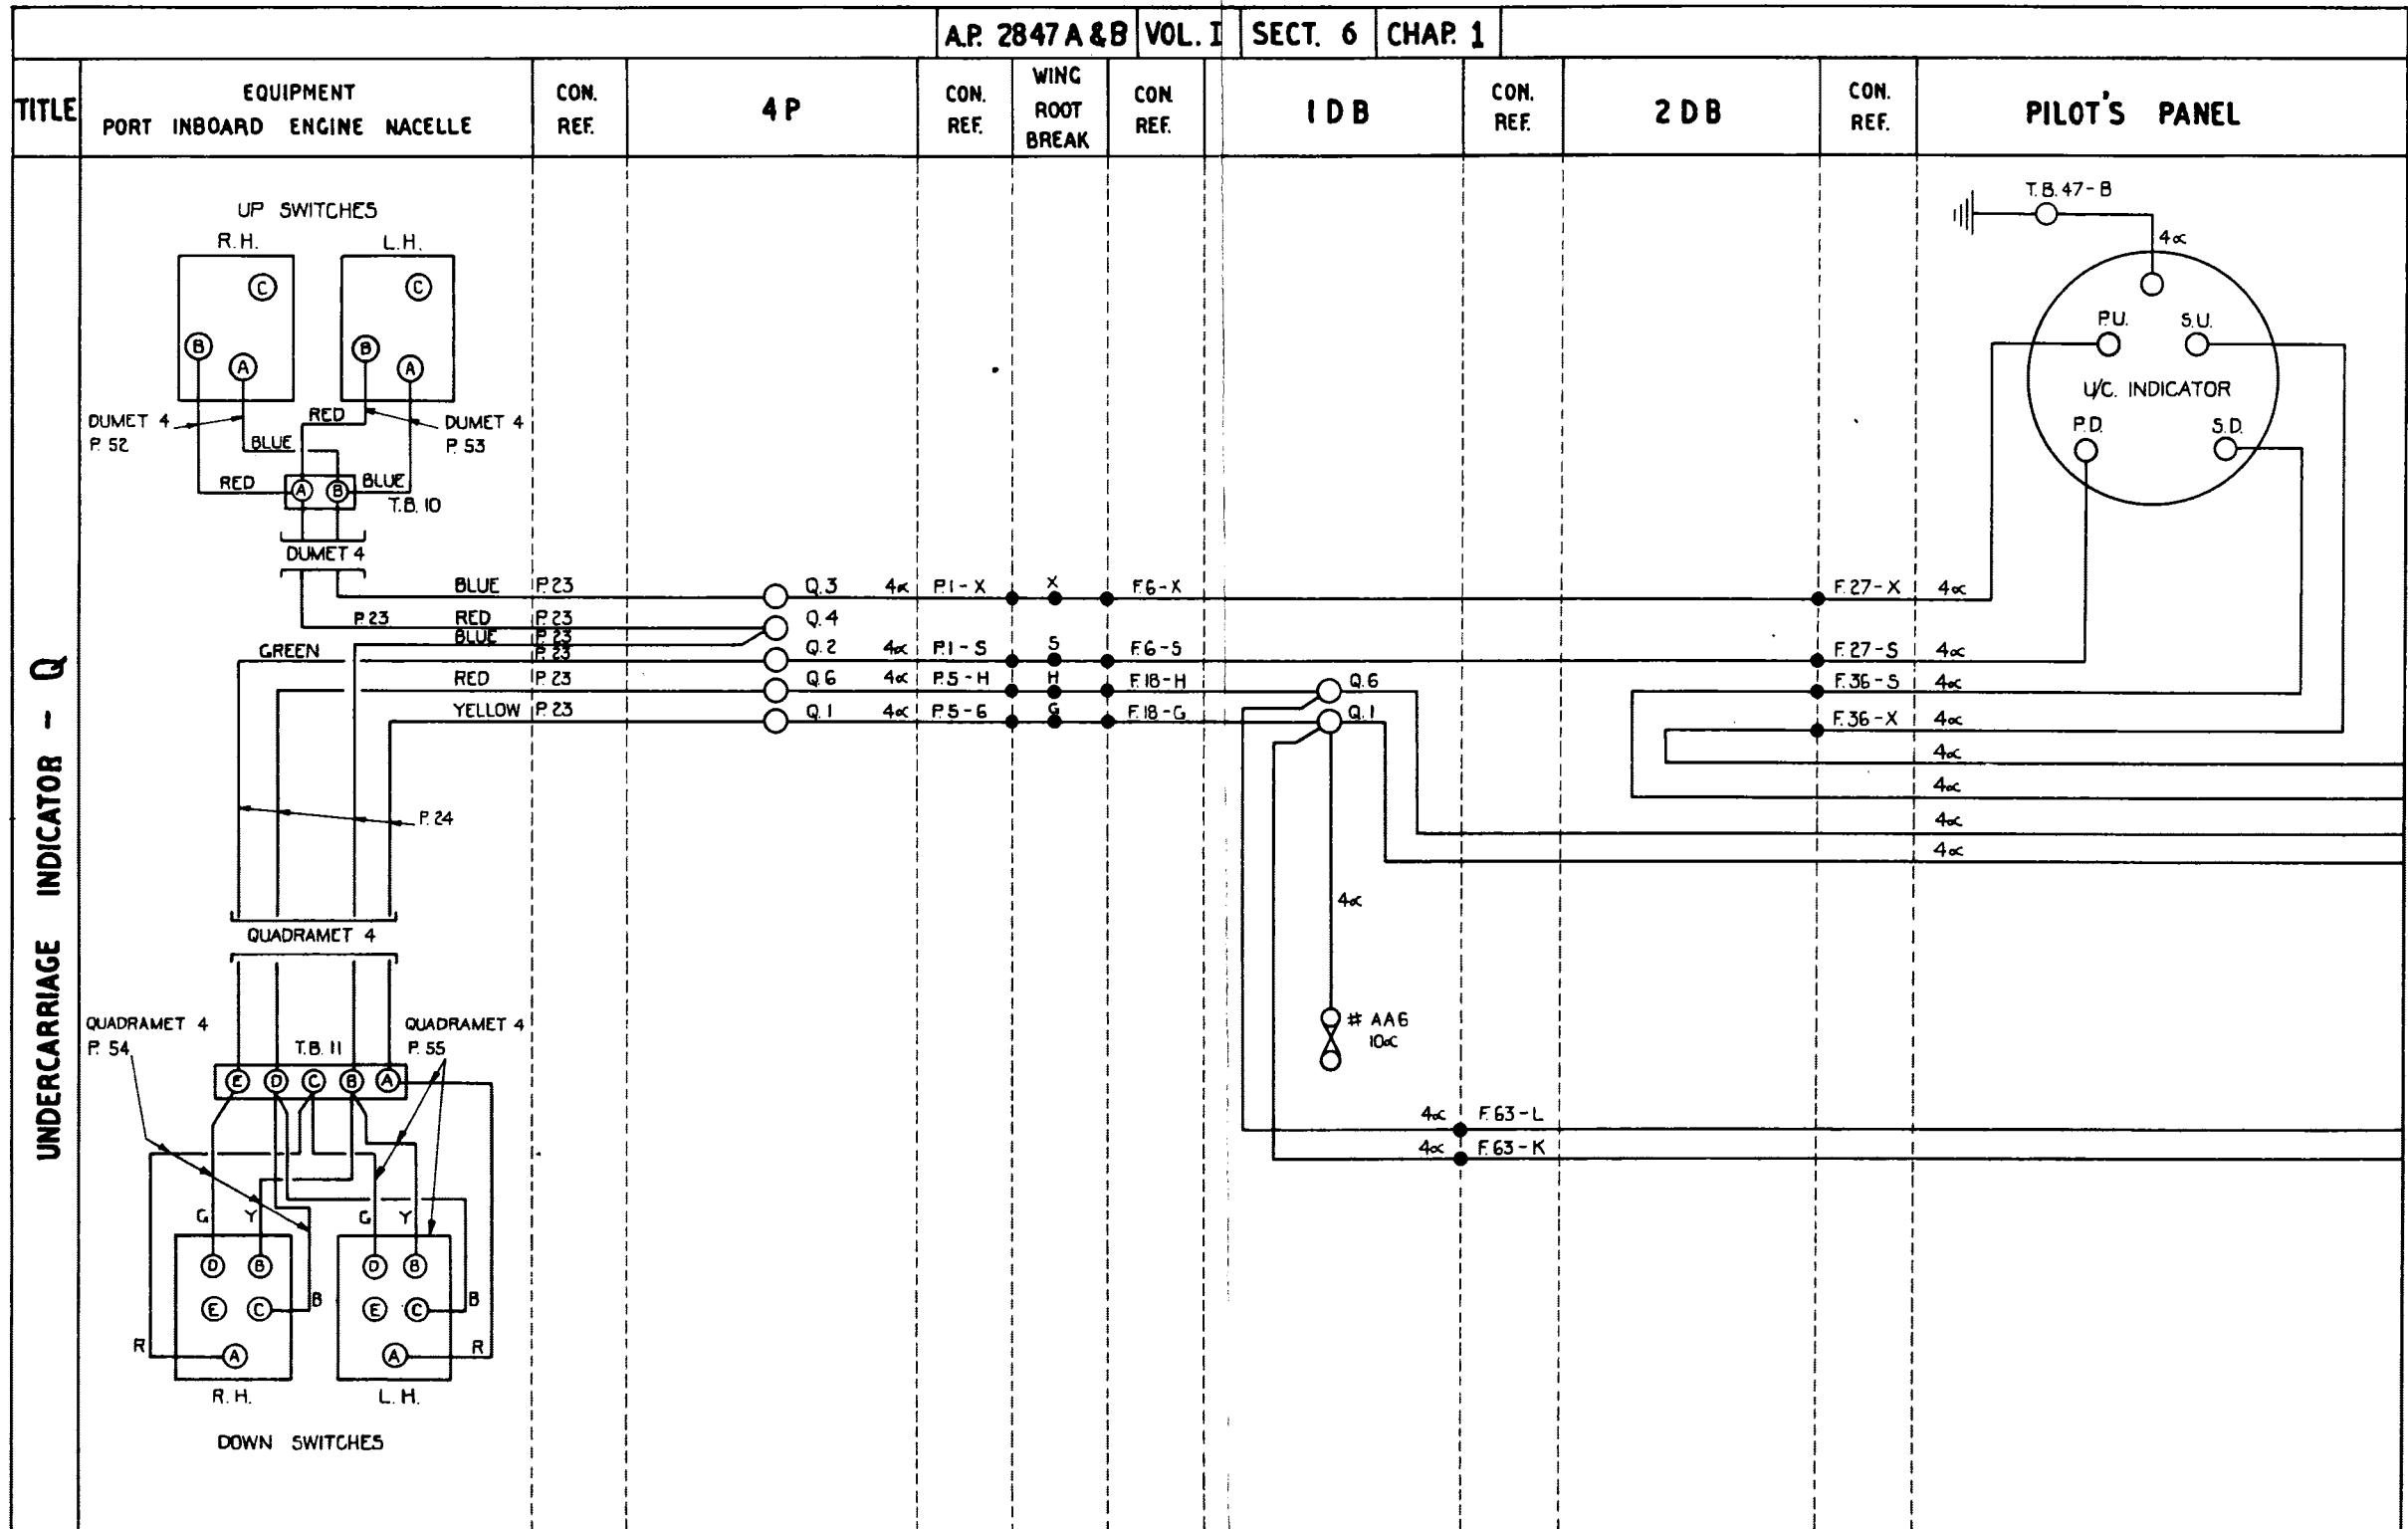 A.P. 2847 A & B VOL. I SECT. 6 CHAP. 1
TITLE
EQUIPMENT
PORT INBOARD ENGINE NACELLE
CON.
REF.
4 P
CON.
REF.
WING
ROOT
BREAK
CON.
REF.
1 D B
CON.
REF.
2 D B
CON.
REF.
PILOT'S PANEL
UNDERCARRIAGE INDICATOR - Q
UP SWITCHES
R.H. L.H.
C C
B A B A
DUMET 4
P. 52
RED
BLUE
DUMET 4
P. 53
RED
A B
BLUE
T.B. 10
DUMET 4
T.B. 47-B
4∝
P.U. S.U.
U/C. INDICATOR
P.D. S.D.
BLUE P.23 Q.3 4∝ P.1-X X F.6-X F.27-X 4∝
P.23 RED P.23 Q.4
BLUE P.23
GREEN P.23 Q.2 4∝ P.1-S S F.6-S F.27-S 4∝
RED P.23 Q.6 4∝ P.5-H H F.18-H Q.6 F.36-S 4∝
YELLOW P.23 Q.1 4∝ P.5-G G F.18-G Q.1 F.36-X 4∝
4∝
4∝
4∝
4∝
P.24
4∝
QUADRAMET 4
QUADRAMET 4
P. 54
T.B. 11
QUADRAMET 4
P. 55
E D C B A
# AA6
10∝
4∝ F.63-L
4∝ F.63-K
G Y G Y
D B D B
E C B E C B
R A A R
R.H. L.H.
DOWN SWITCHES